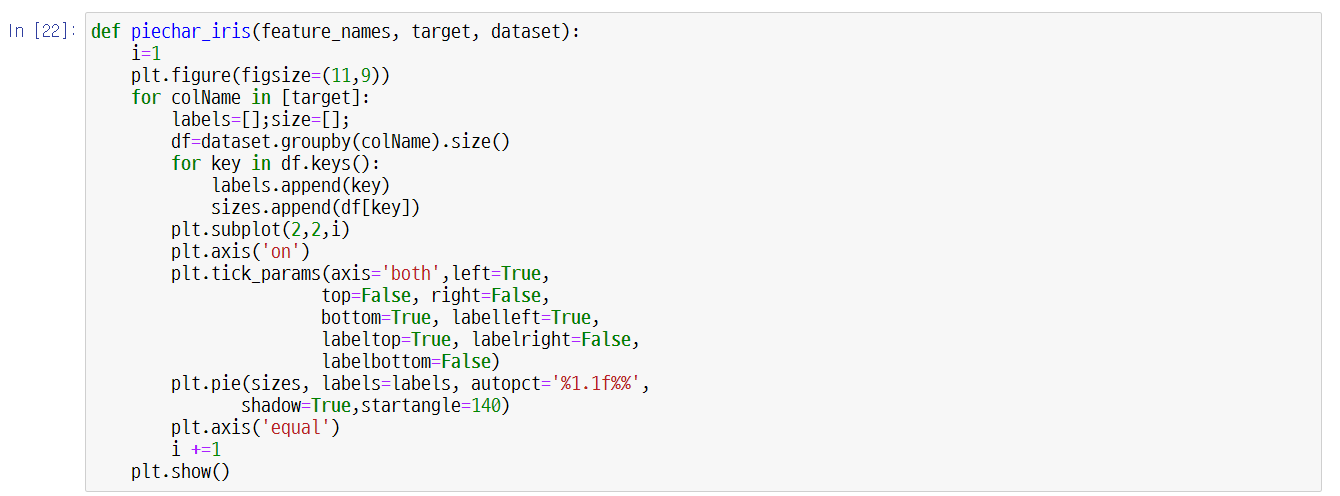 In [22]: def piechar_iris(feature_names, target, dataset):
    i=1
    plt.figure(figsize=(11,9))
    for colName in [target]:
        labels=[];size=[];
        df=dataset.groupby(colName).size()
        for key in df.keys():
            labels.append(key)
            sizes.append(df[key])
        plt.subplot(2,2,i)
        plt.axis('on')
        plt.tick_params(axis='both',left=True,
                       top=False, right=False,
                       bottom=True, labelleft=True,
                       labeltop=True, labelright=False,
                       labelbottom=False)
        plt.pie(sizes, labels=labels, autopct='%1.1f%%',
               shadow=True,startangle=140)
        plt.axis('equal')
        i +=1
    plt.show()